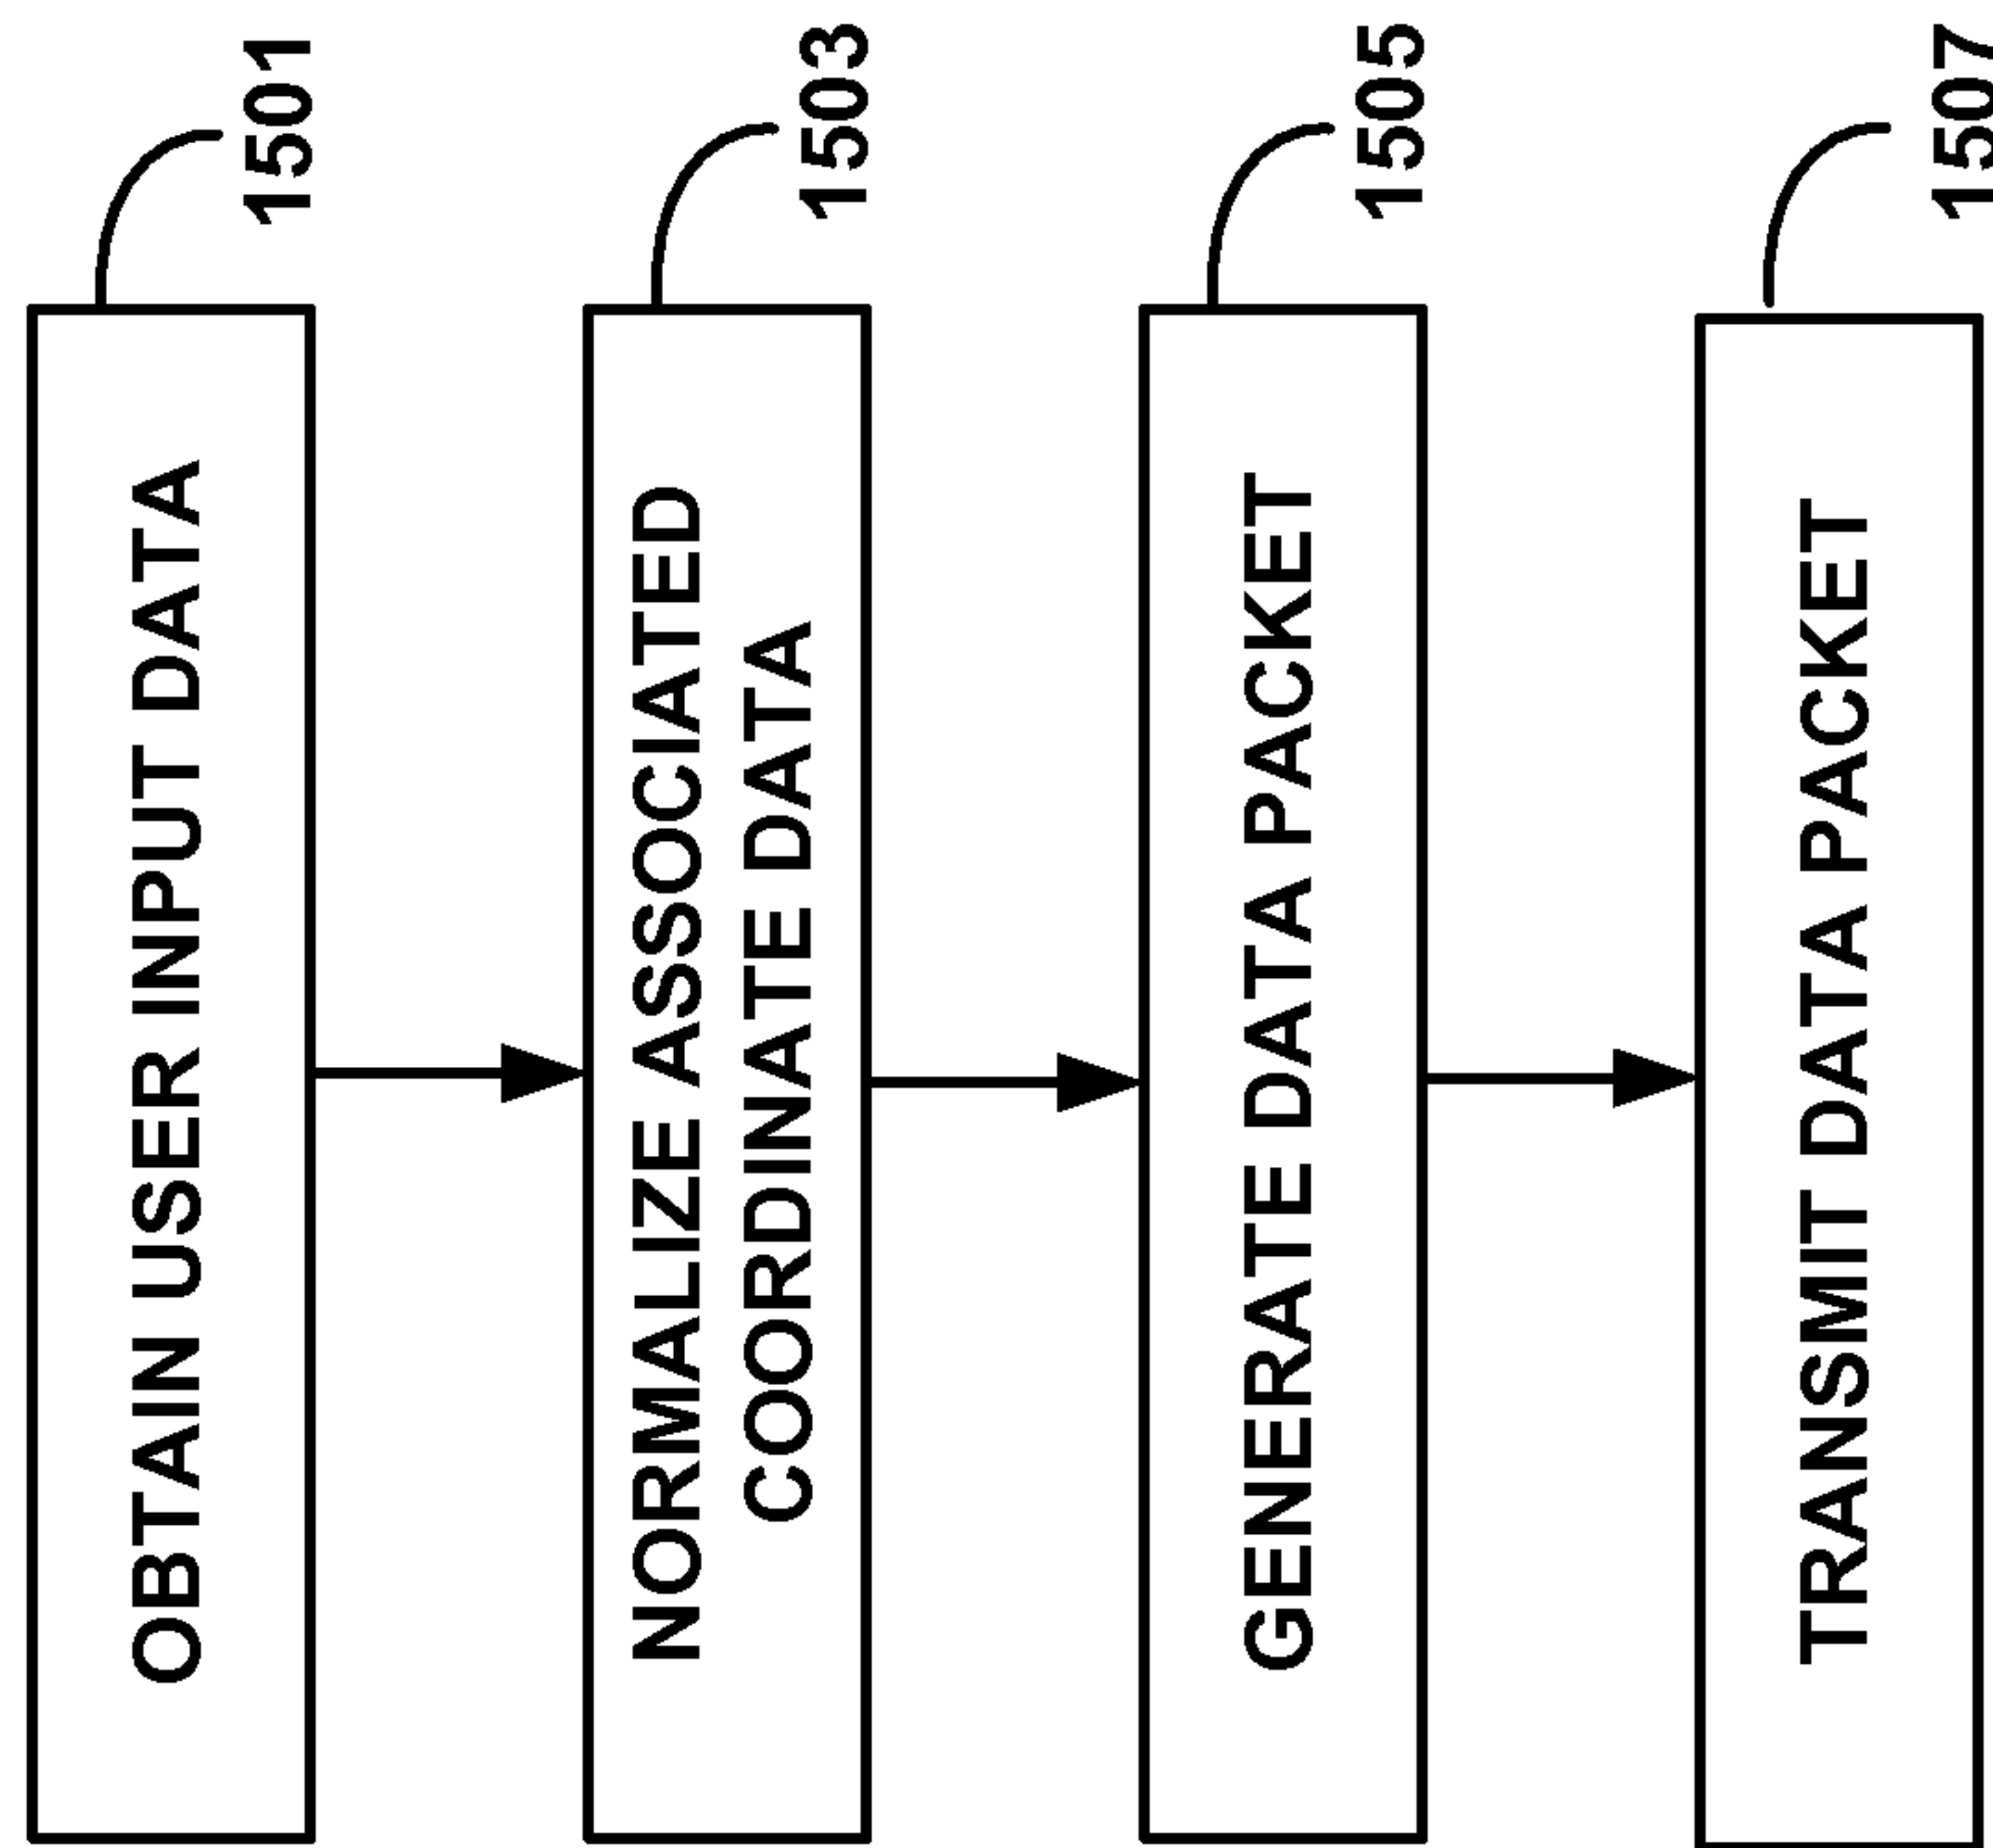 OBTAIN USER INPUT DATA
1501
NORMALIZE ASSOCIATED
COORDINATE DATA
1503
GENERATE DATA PACKET
1505
TRANSMIT DATA PACKET
1507